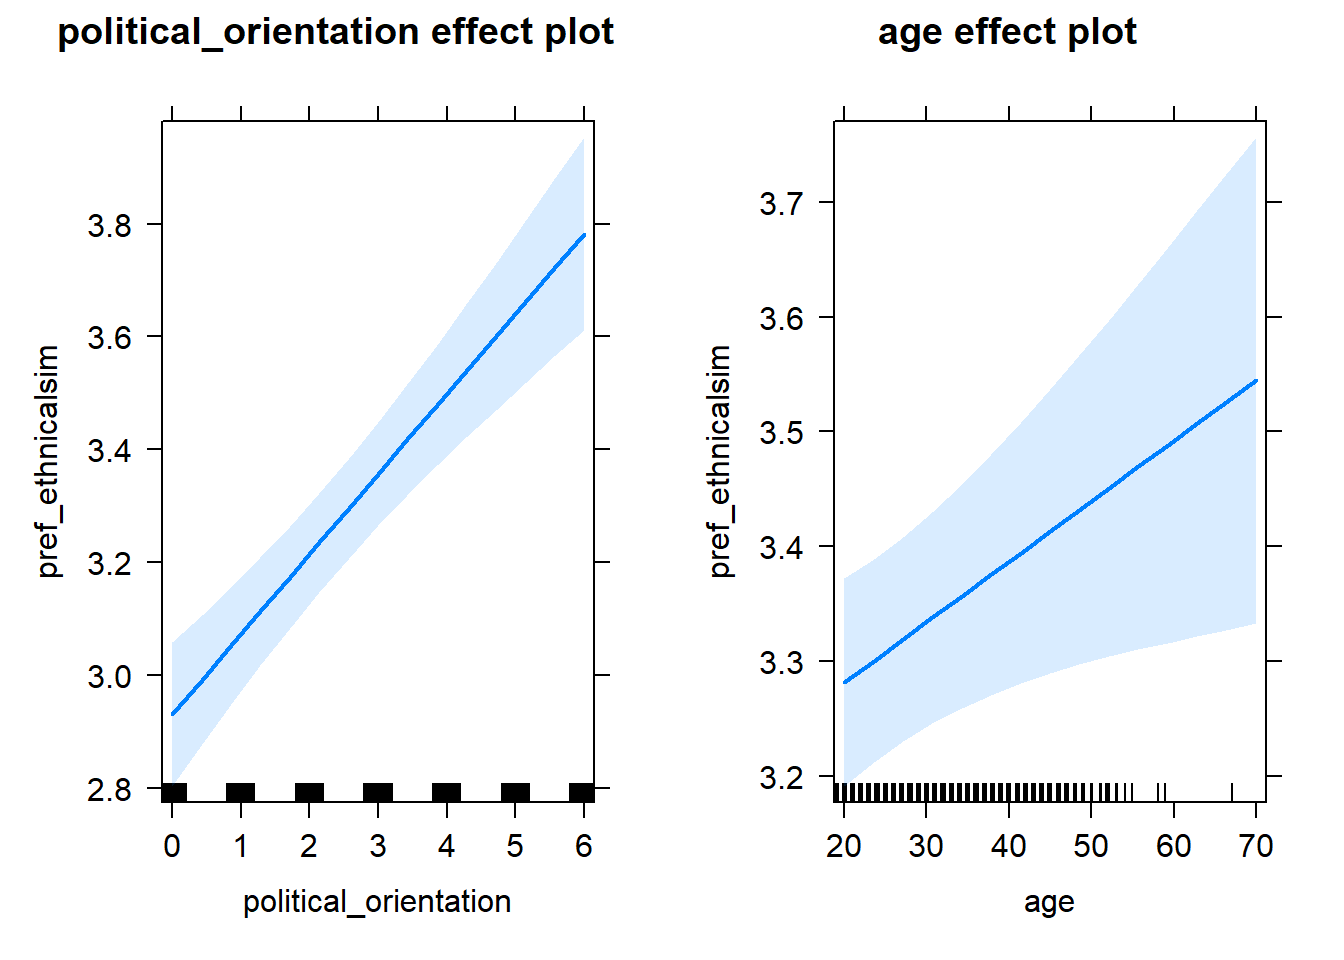 political_orientation effect plot
pref_ethnicalsim
3.8
3.6
3.4
3.2
3.0
2.8
0 1 2 3 4 5 6
political_orientation
age effect plot
pref_ethnicalsim
3.7
3.6
3.5
3.4
3.3
3.2
20 30 40 50 60 70
age